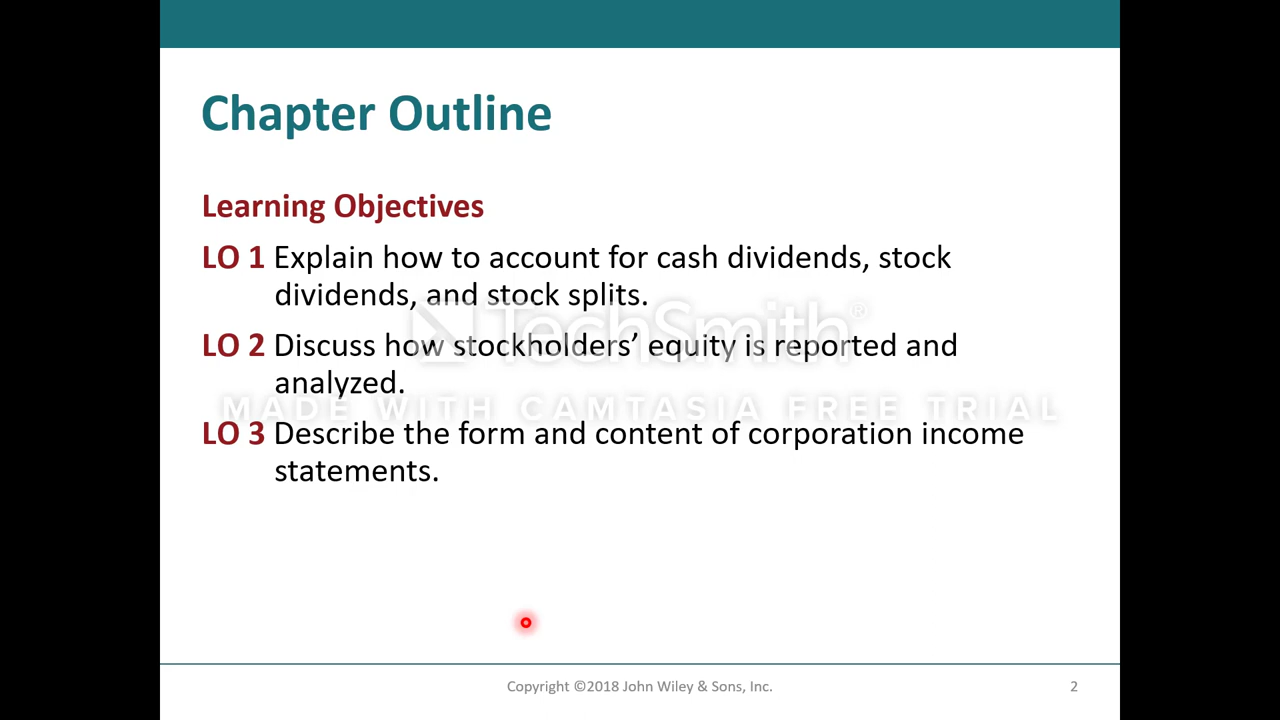 Chapter Outline
Learning Objectives
LO 1 Explain how to account for cash dividends, stock
dividends, and stock splits.
LO 2 Discuss how stockholders’ equity is reported and
analyzed.
LO 3 Describe the form and content of corporation income
statements.
TechSmith®
MADE WITH CAMTASIA FREE TRIAL
Copyright ©2018 John Wiley & Sons, Inc.
2